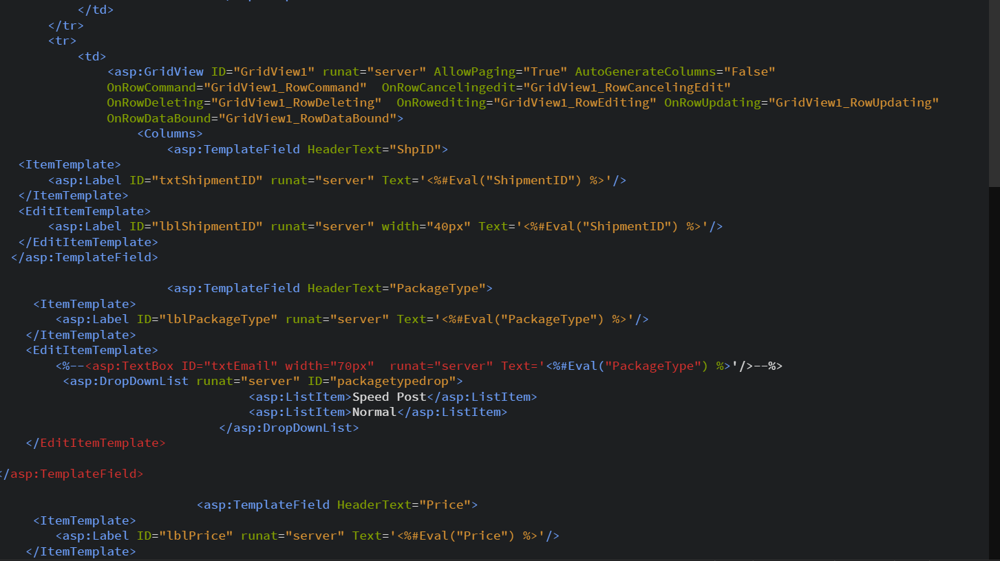 </td>
</tr>
<tr>
<td>
<asp:GridView ID="GridView1" runat="server" AllowPaging="True" AutoGenerateColumns="False"
OnRowCommand="GridView1_RowCommand"  OnRowCancelingedit="GridView1_RowCancelingEdit"
OnRowDeleting="GridView1_RowDeleting"  OnRowediting="GridView1_RowEditing" OnRowUpdating="GridView1_RowUpdating"
OnRowDataBound="GridView1_RowDataBound">
<Columns>
<asp:TemplateField HeaderText="ShpID">
<ItemTemplate>
<asp:Label ID="txtShipmentID" runat="server" Text='<%#Eval("ShipmentID") %>'/>
</ItemTemplate>
<EditItemTemplate>
<asp:Label ID="lblShipmentID" runat="server" width="40px" Text='<%#Eval("ShipmentID") %>'/>
</EditItemTemplate>
</asp:TemplateField>
<asp:TemplateField HeaderText="PackageType">
<ItemTemplate>
<asp:Label ID="lblPackageType" runat="server" Text='<%#Eval("PackageType") %>'/>
</ItemTemplate>
<EditItemTemplate>
<%--<asp:TextBox ID="txtEmail" width="70px"  runat="server" Text='<%#Eval("PackageType") %>'/>--%>
<asp:DropDownList runat="server" ID="packagetypedrop">
<asp:ListItem>Speed Post</asp:ListItem>
<asp:ListItem>Normal</asp:ListItem>
</asp:DropDownList>
</EditItemTemplate>
</asp:TemplateField>
<asp:TemplateField HeaderText="Price">
<ItemTemplate>
<asp:Label ID="lblPrice" runat="server" Text='<%#Eval("Price") %>'/>
</ItemTemplate>